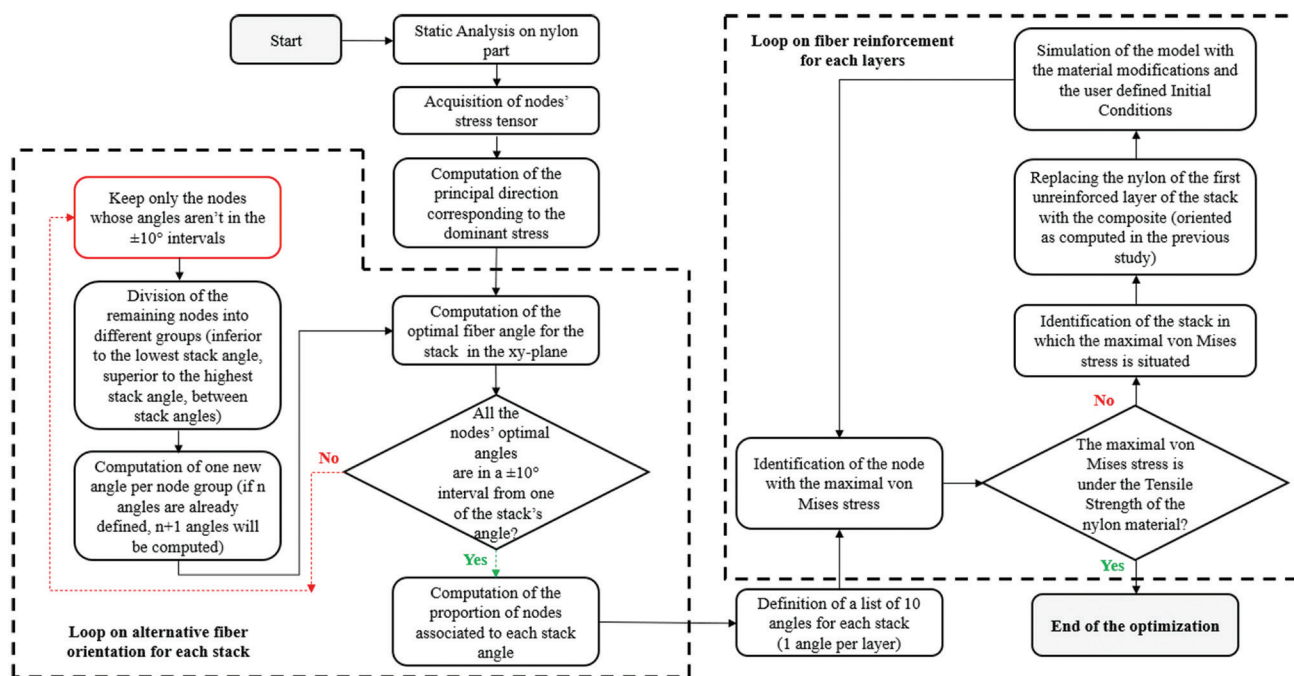 Start
Static Analysis on nylon
part
Acquisition of nodes'
stress tensor
Computation of the
principal direction
corresponding to the
dominant stress
Keep only the nodes
whose angles aren't in the
±10° intervals
Division of the
remaining nodes into
different groups (inferior
to the lowest stack angle,
superior to the highest
stack angle, between
stack angles)
Computation of one new
angle per node group (if n
angles are already
defined, n+1 angles will
be computed)
Computation of the
optimal fiber angle for the
stack in the xy-plane
All the
nodes' optimal
angles
are in a ±10°
interval from one
of the stack's
angle?
No
Yes
Computation of the
proportion of nodes
associated to each stack
angle
Loop on alternative fiber
orientation for each stack
Definition of a list of 10
angles for each stack
(1 angle per layer)
Loop on fiber reinforcement
for each layers
Identification of the node
with the maximal von
Mises stress
The maximal von
Mises stress is
under the Tensile
Strength of the
nylon material?
No
Yes
Identification of the stack in
which the maximal von Mises
stress is situated
Replacing the nylon of the first
unreinforced layer of the stack
with the composite (oriented
as computed in the previous
study)
Simulation of the model with
the material modifications and
the user defined Initial
Conditions
End of the optimization